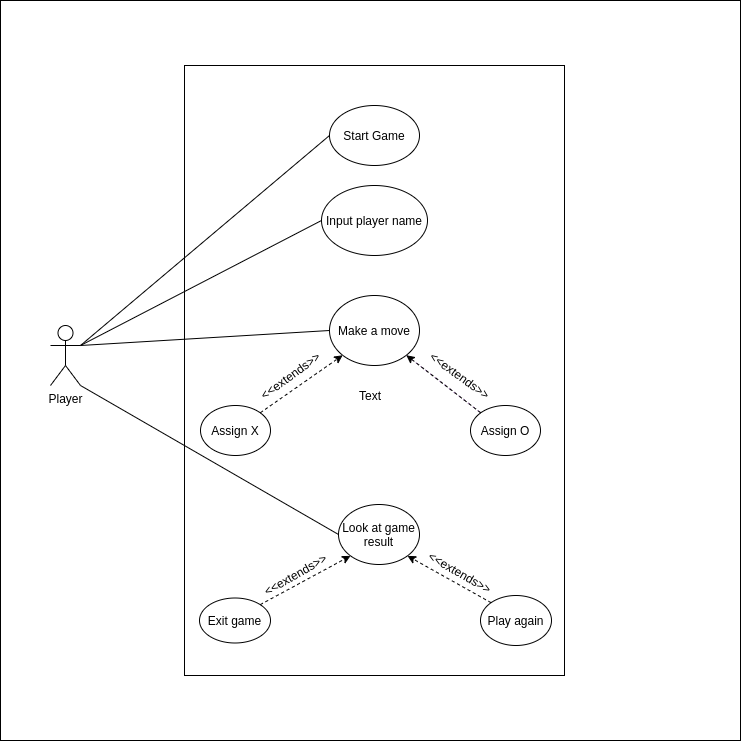 Start Game
Input player name
Make a move
<<extends>>
<<extends>>
Player
Text
Assign X
Assign O
Look at game
result
<<extends>>
<<extends>>
Exit game
Play again